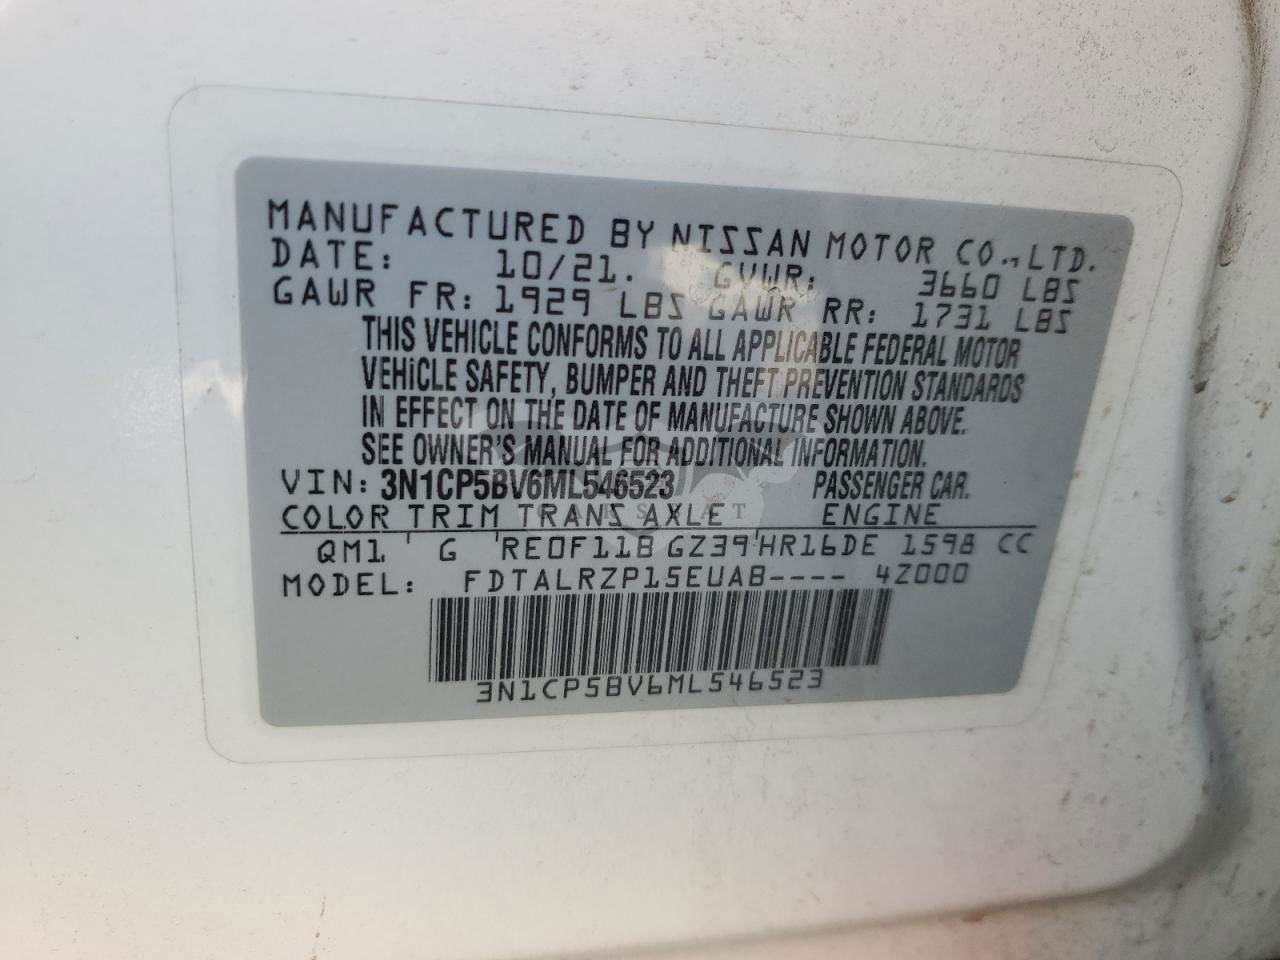 MANUFACTURED BY NISSAN MOTOR CO., LTD.
DATE: 10/21. GVWR: 3660 LBS
GAWR FR: 1929 LBS GAWR RR: 1731 LBS
THIS VEHICLE CONFORMS TO ALL APPLICABLE FEDERAL MOTOR
VEHICLE SAFETY, BUMPER AND THEFT PREVENTION STANDARDS
IN EFFECT ON THE DATE OF MANUFACTURE SHOWN ABOVE.
SEE OWNER'S MANUAL FOR ADDITIONAL INFORMATION.
VIN: 3N1CP5BV6ML546523 PASSENGER CAR.
COLOR TRIM TRANS AXLE ENGINE
QM1 ' G 'RE0F11B GZ39'HR16DE 1598 CC
MODEL: FDTALRZP15EUAB---- 4Z000
3N1CP5BV6ML546523